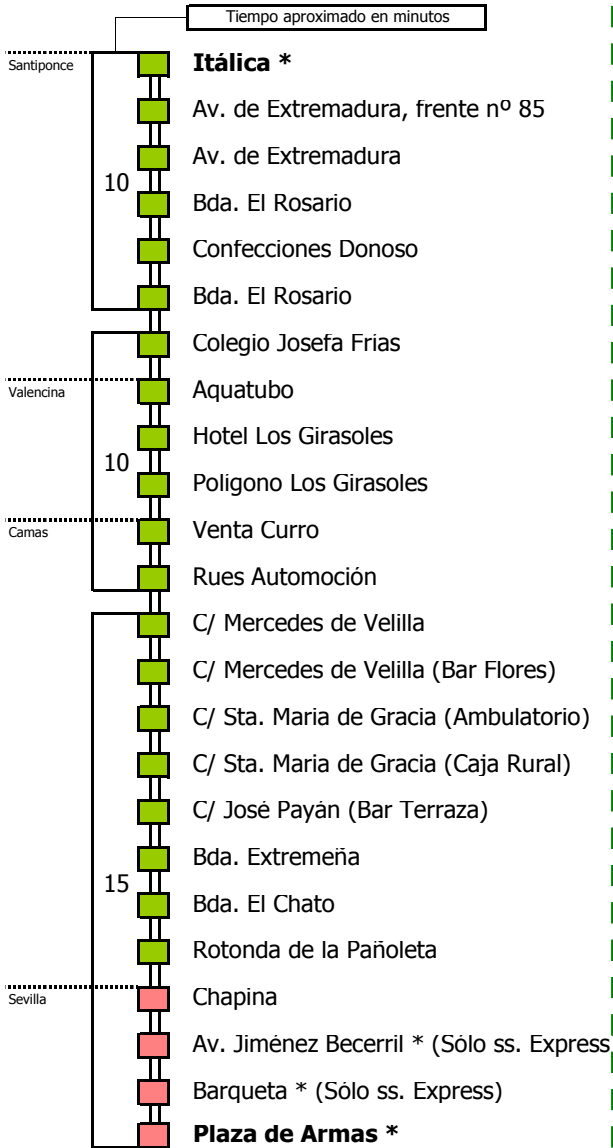 Tiempo aproximado en minutos
Santiponce
Itálica *
Av. de Extremadura, frente nº 85
Av. de Extremadura
10
Bda. El Rosario
Confecciones Donoso
Bda. El Rosario
Colegio Josefa Frías
Valencina
Aquatubo
Hotel Los Girasoles
10
Polígono Los Girasoles
Camas
Venta Curro
Rues Automoción
C/ Mercedes de Velilla
C/ Mercedes de Velilla (Bar Flores)
C/ Sta. Maria de Gracia (Ambulatorio)
C/ Sta. Maria de Gracia (Caja Rural)
C/ José Payán (Bar Terraza)
Bda. Extremeña
15
Bda. El Chato
Rotonda de la Pañoleta
Sevilla
Chapina
Av. Jiménez Becerril * (Sólo ss. Express
Barqueta * (Sólo ss. Express)
Plaza de Armas *